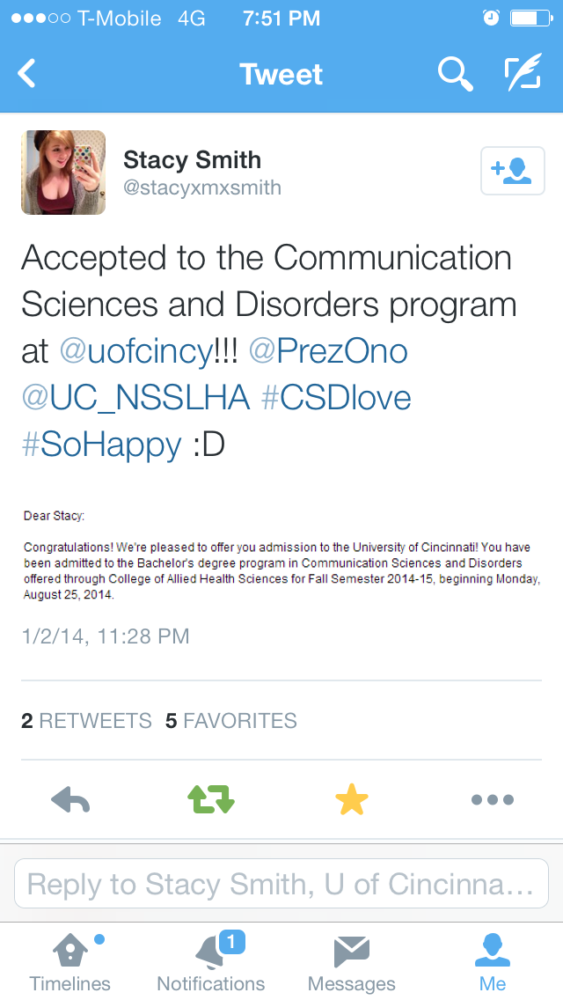 T-Mobile 4G 7:51 PM
Tweet
Stacy Smith
@stacyxmxsmith
Accepted to the Communication
Sciences and Disorders program
at @uofcincy!!! @PrezOno
@UC_NSSLHA #CSDlove
#SoHappy :D
Dear Stacy:
Congratulations! We're pleased to offer you admission to the University of Cincinnati! You have
been admitted to the Bachelor's degree program in Communication Sciences and Disorders
offered through College of Allied Health Sciences for Fall Semester 2014-15, beginning Monday,
August 25, 2014.
1/2/14, 11:28 PM
2 RETWEETS 5 FAVORITES
Reply to Stacy Smith, U of Cincinna...
1
Timelines Notifications Messages Me